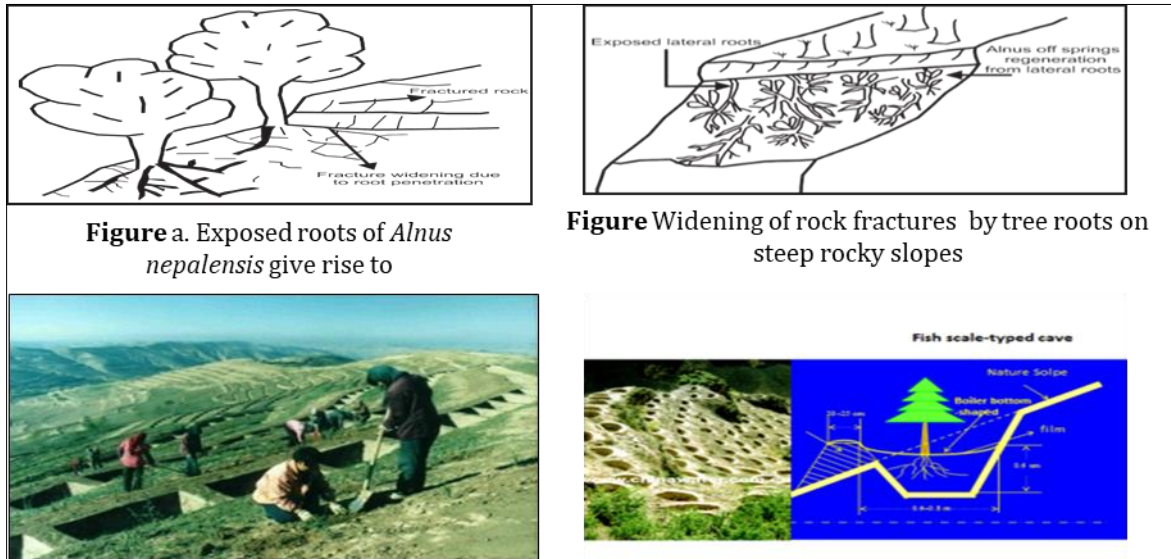 Fractured rock
Fracture widening due
to root penetration
Exposed lateral roots
Alnus off springs
regeneration
from lateral roots
Figure a. Exposed roots of Alnus
nepalensis give rise to
Figure Widening of rock fractures by tree roots on
steep rocky slopes
Fish scale-typed cave
Nature Solpe
Boiler bottom
shaped
film